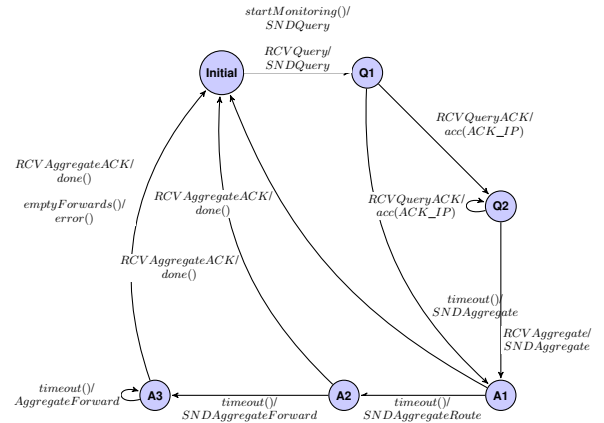 startMonitoring()/
SNDQuery
RCVQuery/
SNDQuery
Initial
Q1
RCVQueryACK/
acc(ACK_IP)
RCVAggregateACK/
done()
emptyForwards()/
error()
RCVAggregateACK/
done()
RCVQueryACK/
acc(ACK_IP)
Q2
RCVAggregateACK/
done()
timeout()/
SNDAggregate
RCVAggregate/
SNDAggregate
timeout()/
AggregateForward
A3
timeout()/
SNDAggregateForward
A2
timeout()/
SNDAggregateRoute
A1